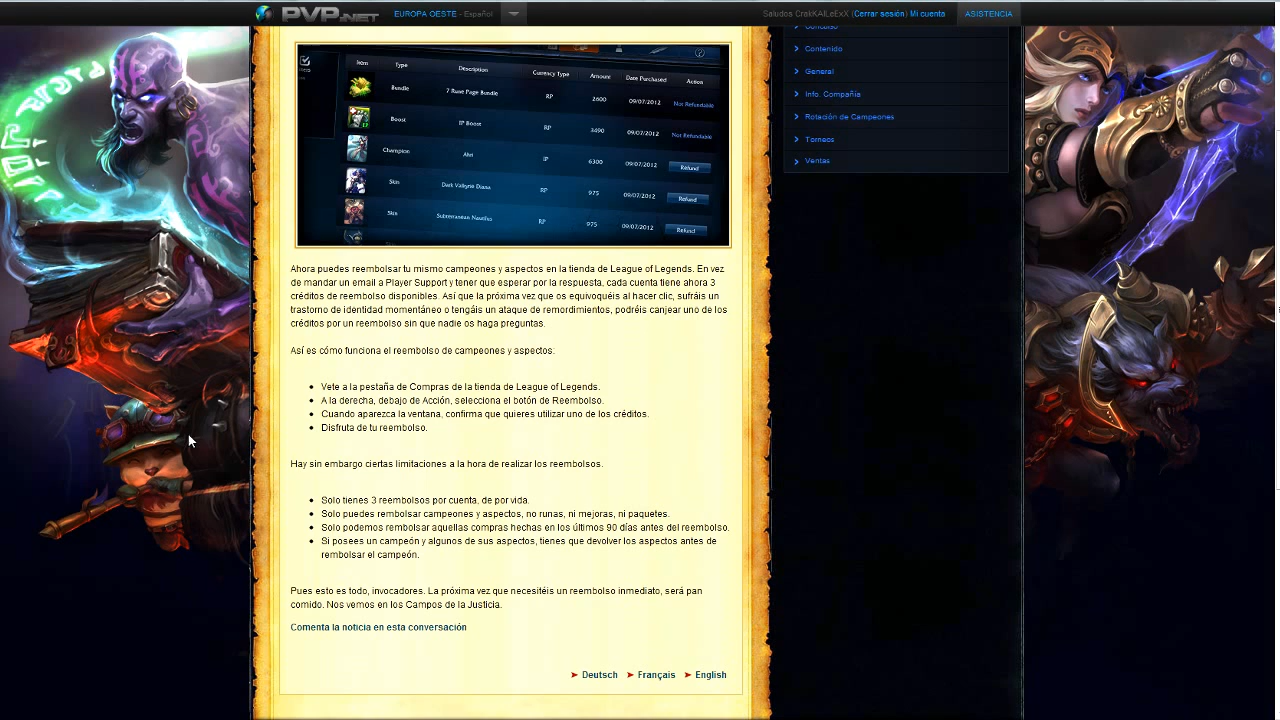 PVP.NET EUROPA OESTE - Español Saludos CrakKAILeExX (Cerrar sesión) Mi cuenta ASISTENCIA
Contenido
General
Info. Compañía
Rotación de Campeones
Torneos
Ventas
Item Type Description Currency Type Amount Date Purchased Action
Bundle 7 Rune Page Bundle RP 2600 09/07/2012 Not Refundable
Boost IP Boost RP 3490 09/07/2012 Not Refundable
Champion Ahri IP 6300 09/07/2012 Refund
Skin Dark Valkyrie Diana RP 975 09/07/2012 Refund
Skin Subterranean Nautilus RP 975 09/07/2012 Refund
Ahora puedes reembolsar tu mismo campeones y aspectos en la tienda de League of Legends. En vez
de mandar un email a Player Support y tener que esperar por la respuesta, cada cuenta tiene ahora 3
créditos de reembolso disponibles. Así que la próxima vez que os equivoquéis al hacer clic, sufráis un
trastorno de identidad momentáneo o tengáis un ataque de remordimientos, podréis canjear uno de los
créditos por un reembolso sin que nadie os haga preguntas.
Así es cómo funciona el reembolso de campeones y aspectos:
• Vete a la pestaña de Compras de la tienda de League of Legends.
• A la derecha, debajo de Acción, selecciona el botón de Reembolso.
• Cuando aparezca la ventana, confirma que quieres utilizar uno de los créditos.
• Disfruta de tu reembolso.
Hay sin embargo ciertas limitaciones a la hora de realizar los reembolsos.
• Solo tienes 3 reembolsos por cuenta, de por vida.
• Solo puedes rembolsar campeones y aspectos, no runas, ni mejoras, ni paquetes.
• Solo podemos rembolsar aquellas compras hechas en los últimos 90 días antes del reembolso.
• Si posees un campeón y algunos de sus aspectos, tienes que devolver los aspectos antes de
rembolsar el campeón.
Pues esto es todo, invocadores. La próxima vez que necesitéis un reembolso inmediato, será pan
comido. Nos vemos en los Campos de la Justicia.
Comenta la noticia en esta conversación
Deutsch Français English